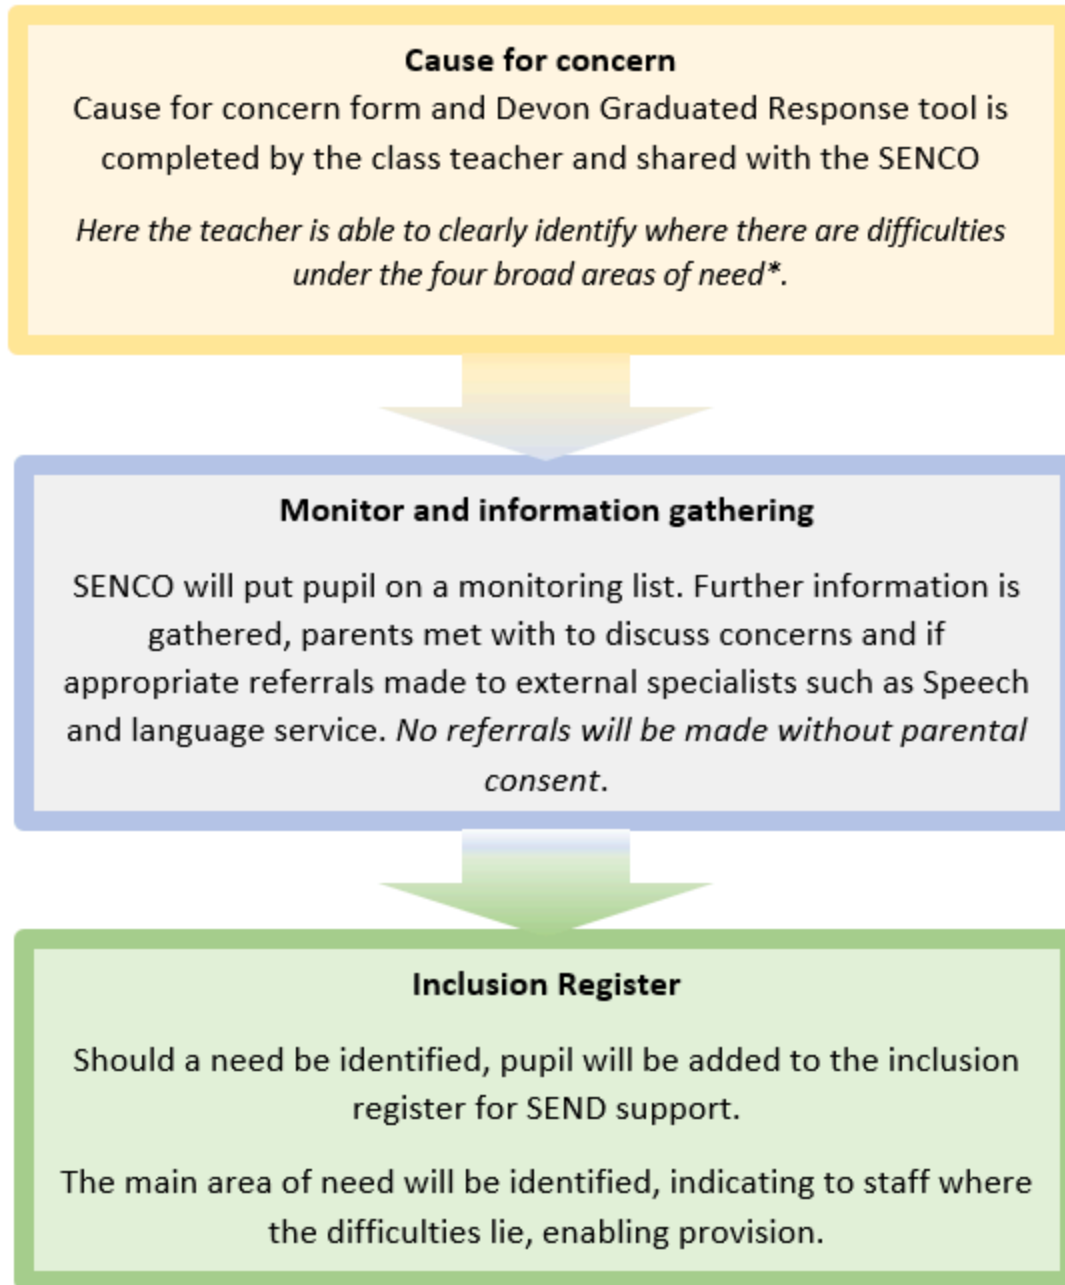 Cause for concern
Cause for concern form and Devon Graduated Response tool is
completed by the class teacher and shared with the SENCO
Here the teacher is able to clearly identify where there are difficulties
under the four broad areas of need*.
Monitor and information gathering
SENCO will put pupil on a monitoring list. Further information is
gathered, parents met with to discuss concerns and if
appropriate referrals made to external specialists such as Speech
and language service. No referrals will be made without parental
consent.
Inclusion Register
Should a need be identified, pupil will be added to the inclusion
register for SEND support.
The main area of need will be identified, indicating to staff where
the difficulties lie, enabling provision.